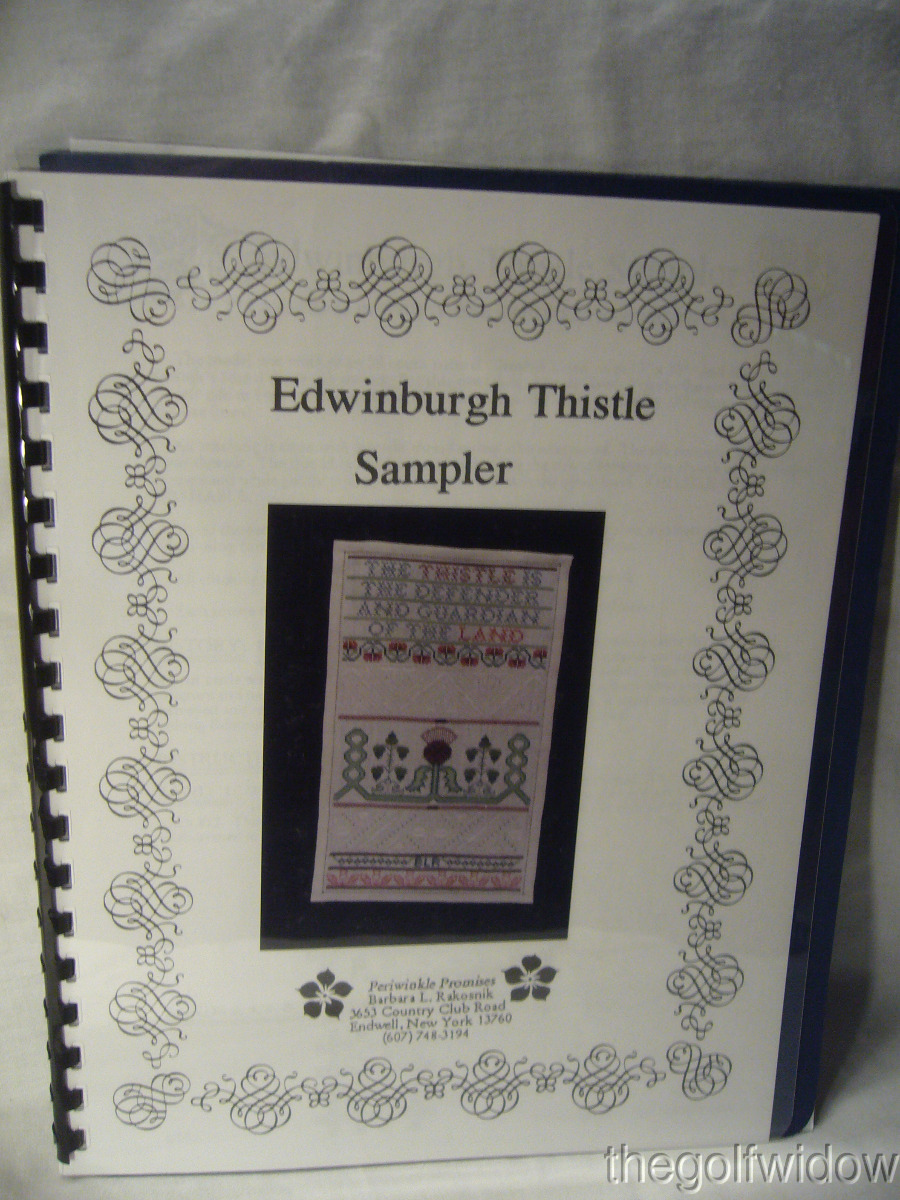 Edwinburgh Thistle
Sampler
THE THISTLE IS
THE DEFENDER
AND GUARDIAN
OF THE LAND
BLR
Periwinkle Promises
Barbara L. Rakosnik
3653 Country Club Road
Endwell, New York 13760
(607) 748-3194
thegolfwidow